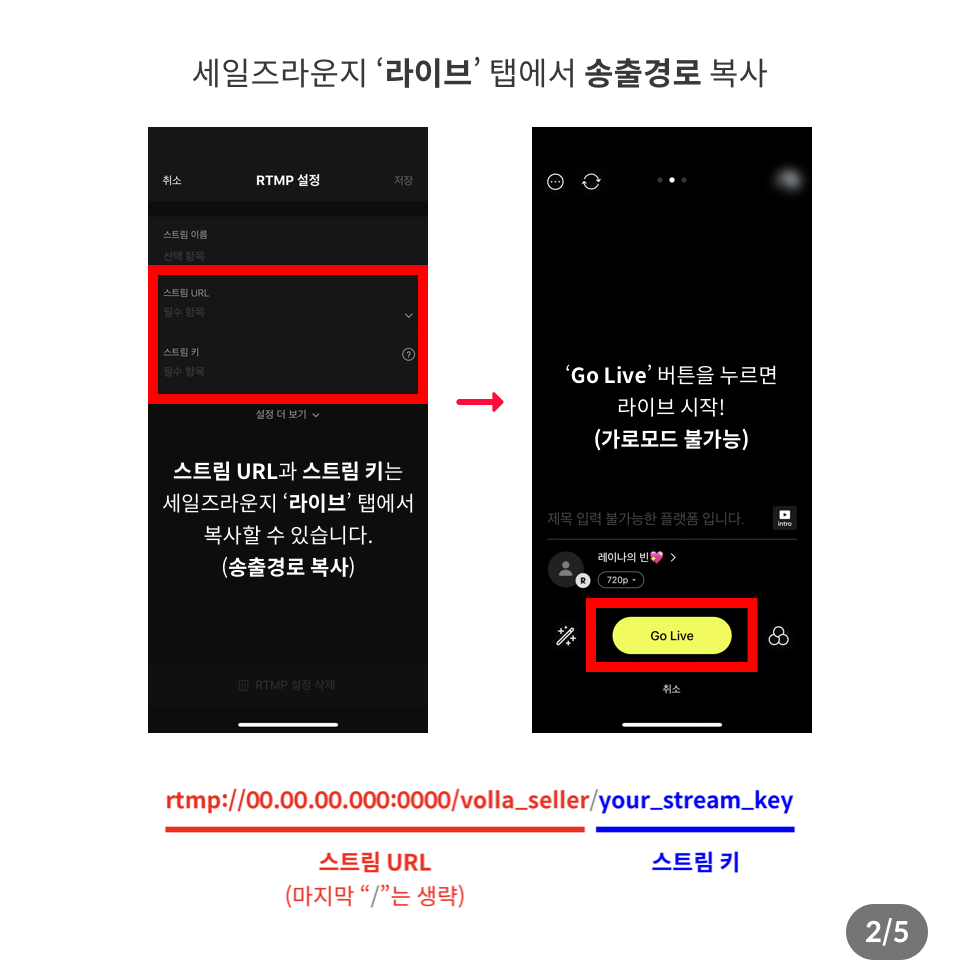 세일즈라운지 ‘라이브’ 탭에서 송출경로 복사
취소
RTMP 설정
저장
스트림 이름
선택 항목
스트림 URL
필수 항목
스트림 키
?
필수 항목
설정 더 보기
스트림 URL과 스트림 키는
세일즈라운지 ‘라이브’ 탭에서
복사할 수 있습니다.
(송출경로 복사)
RTMP 설정 삭제
‘Go Live’ 버튼을 누르면
라이브 시작!
(가로모드 불가능)
제목 입력 불가능한 플랫폼 입니다.
intro
레이나의 빈💖
R
720p
Go Live
취소
rtmp://00.00.00.000:0000/volla_seller/your_stream_key
스트림 URL
스트림 키
(마지막 “/”는 생략)
2/5